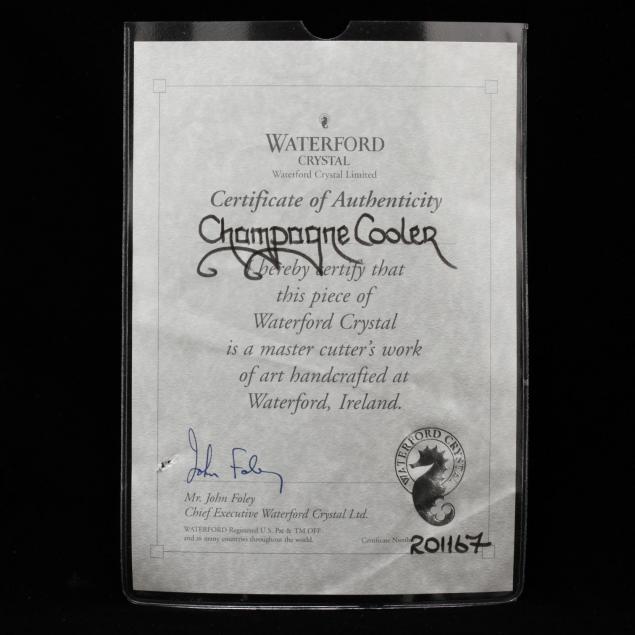 WATERFORD
CRYSTAL
Waterford Crystal Limited
Certificate of Authenticity
Champagne Cooler
I hereby certify that
this piece of
Waterford Crystal
is a master cutter's work
of art handcrafted at
Waterford, Ireland.
WATERFORD CRYSTAL
John Foley
Mr. John Foley
Chief Executive Waterford Crystal Ltd.
WATERFORD Registered U.S. Pat & TM OFF
and in many countries throughout the world.
Certificate Number 201167